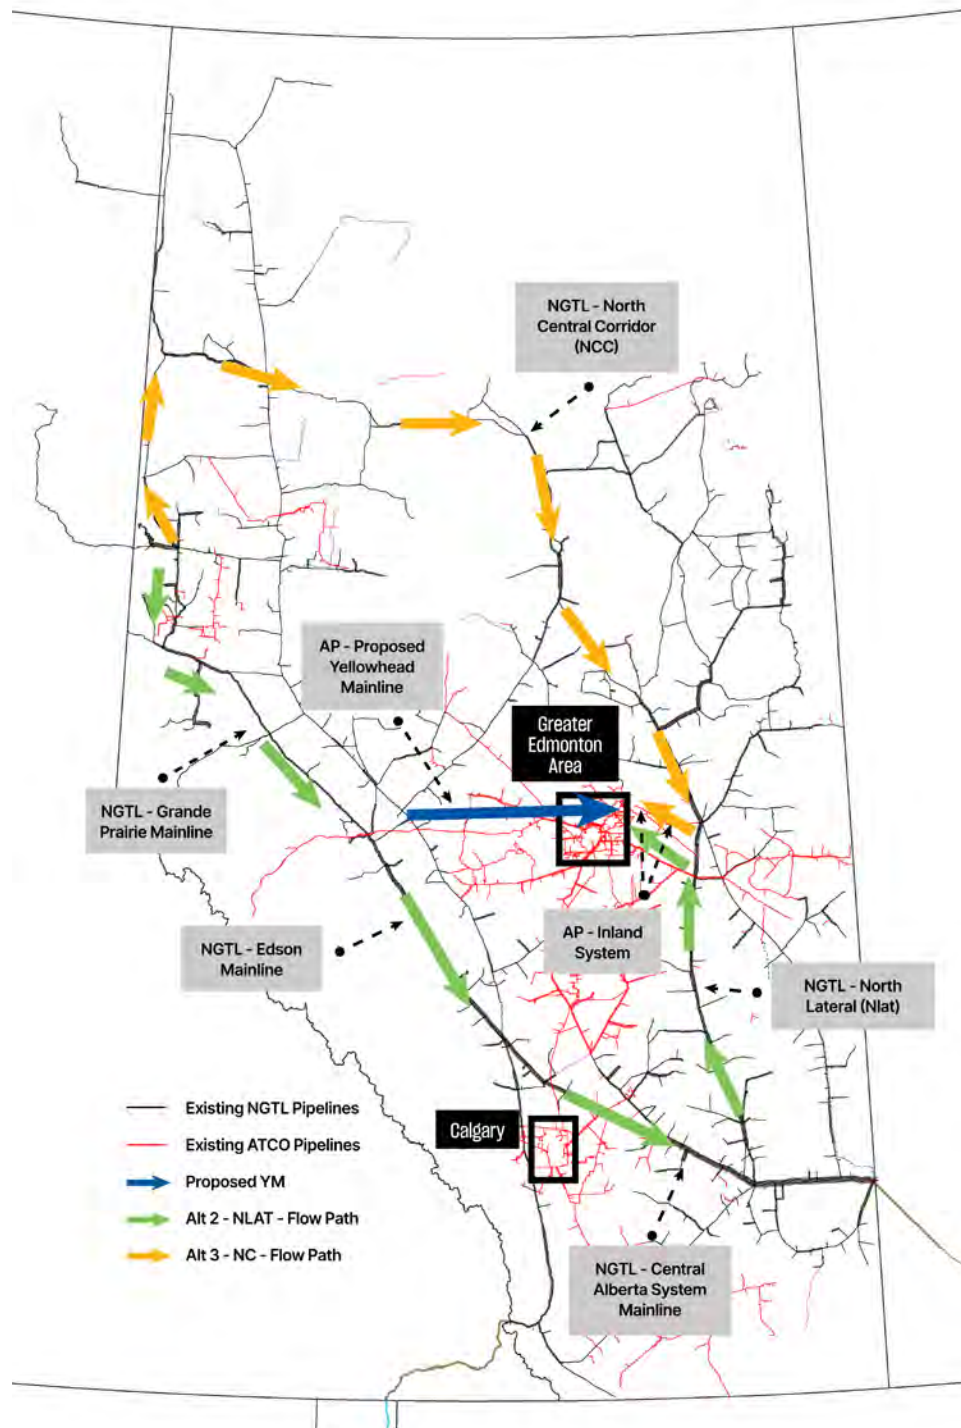 NGTL - North
Central Corridor
(NCC)
AP - Proposed
Yellowhead
Mainline
Greater
Edmonton
Area
NGTL - Grande
Prairie Mainline
NGTL - Edson
Mainline
AP - Inland
System
NGTL - North
Lateral (Nlat)
Calgary
NGTL - Central
Alberta System
Mainline
Existing NGTL Pipelines
Existing ATCO Pipelines
Proposed YM
Alt 2 - NLAT - Flow Path
Alt 3 - NC - Flow Path